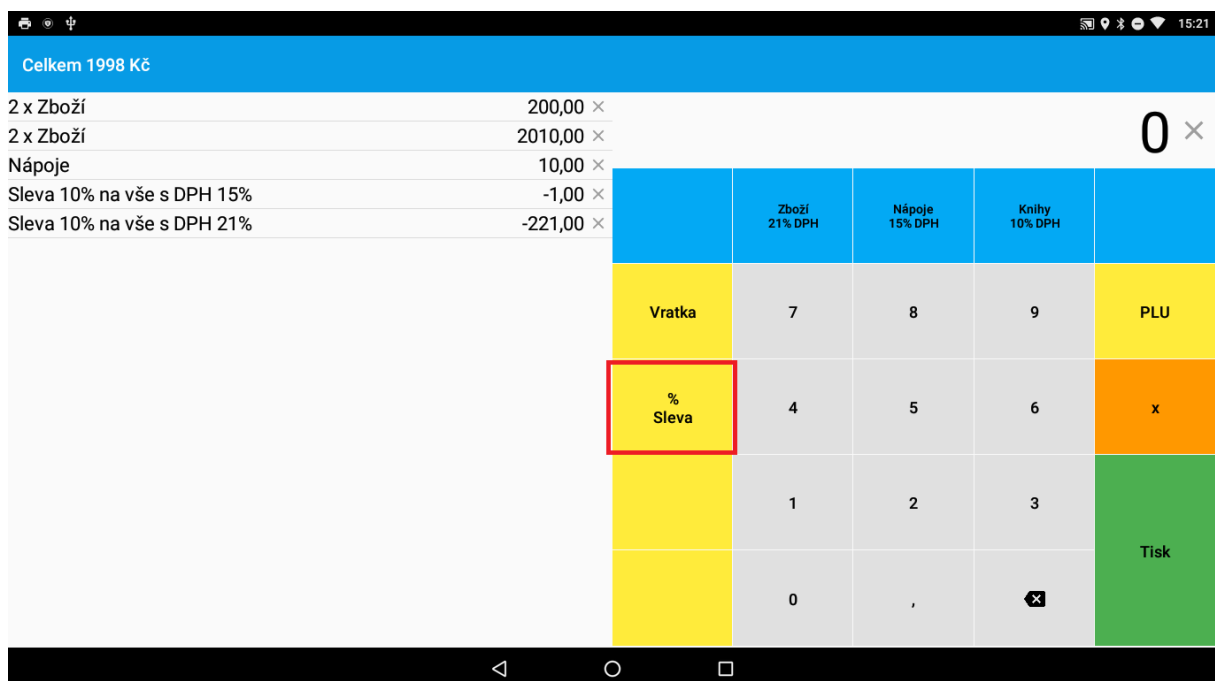 15:21
Celkem 1998 Kč
2 x Zboží 200,00 ×
2 x Zboží 2010,00 ×
Nápoje 10,00 ×
Sleva 10% na vše s DPH 15% -1,00 ×
Sleva 10% na vše s DPH 21% -221,00 ×
0 ×
Zboží
21% DPH
Nápoje
15% DPH
Knihy
10% DPH
Vratka
7
8
9
PLU
%
Sleva
4
5
6
x
1
2
3
Tisk
0
,